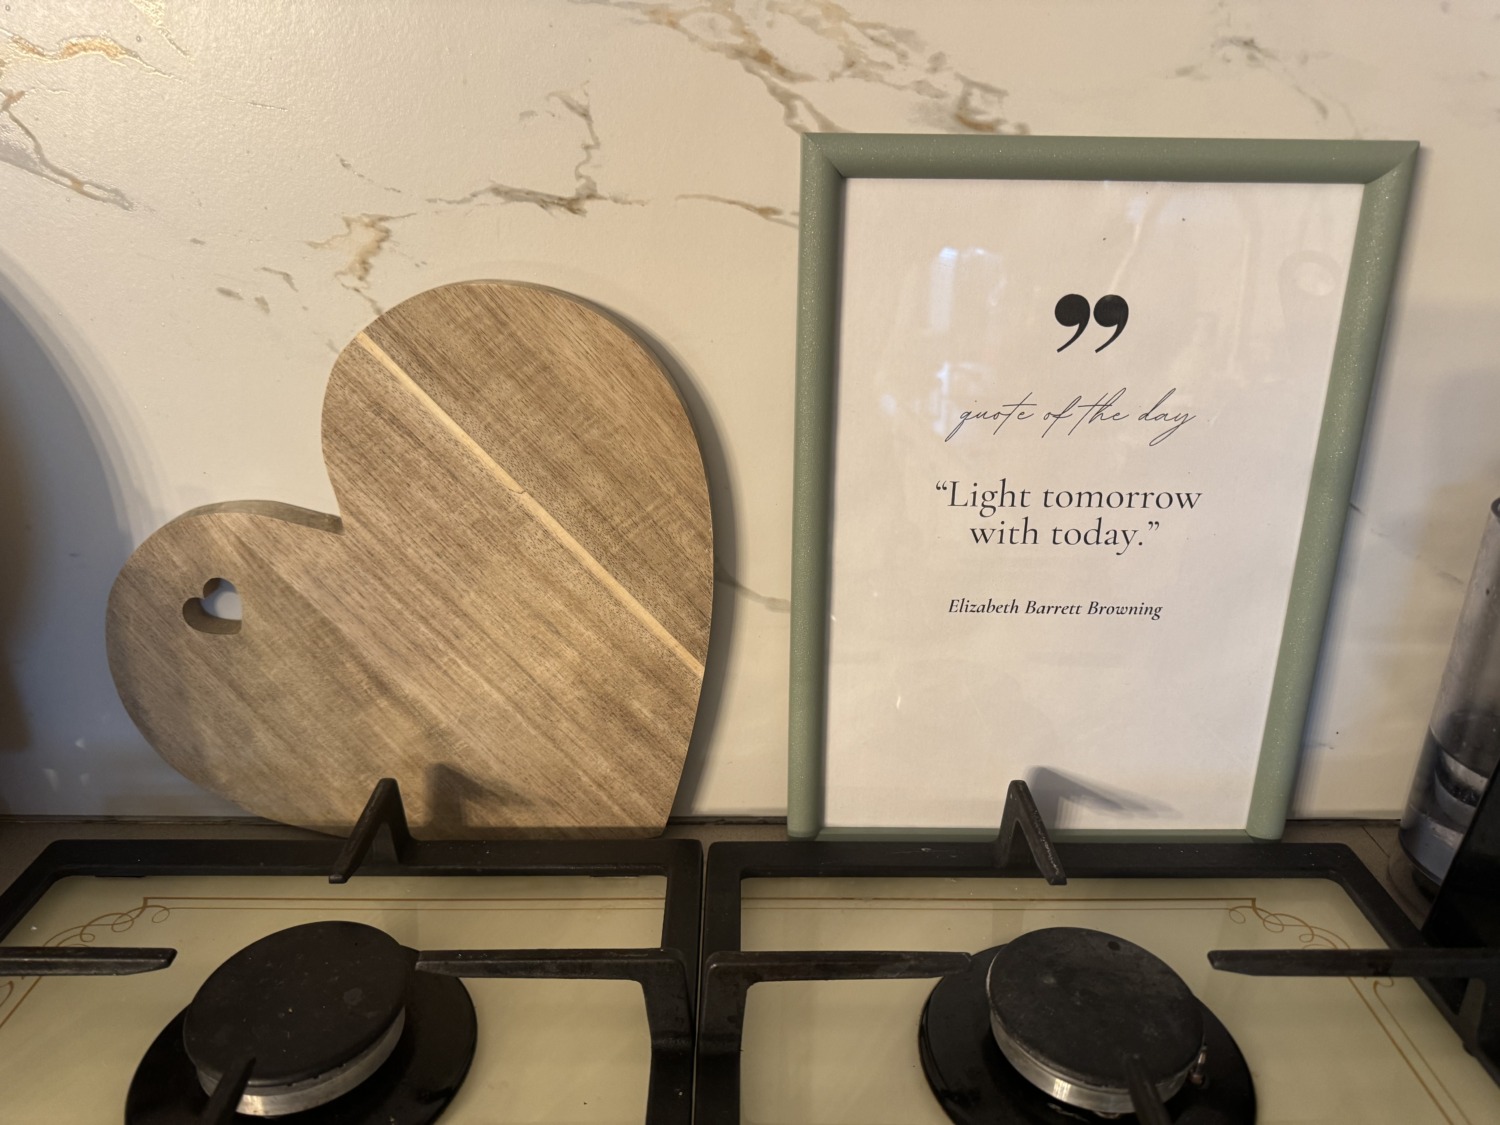 ”
quote of the day
“Light tomorrow
with today.”
Elizabeth Barrett Browning